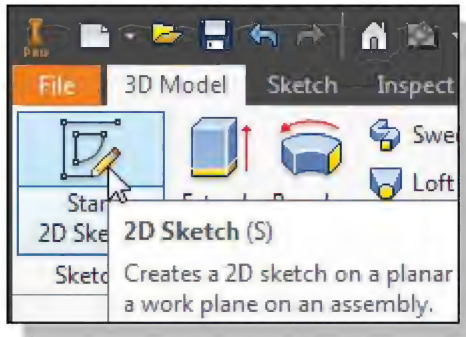 PRO
File 3D Model Sketch Inspect
Swe
Loft
Star
2D Ske
2D Sketch (S)
Sketc
Creates a 2D sketch on a planar
a work plane on an assembly.